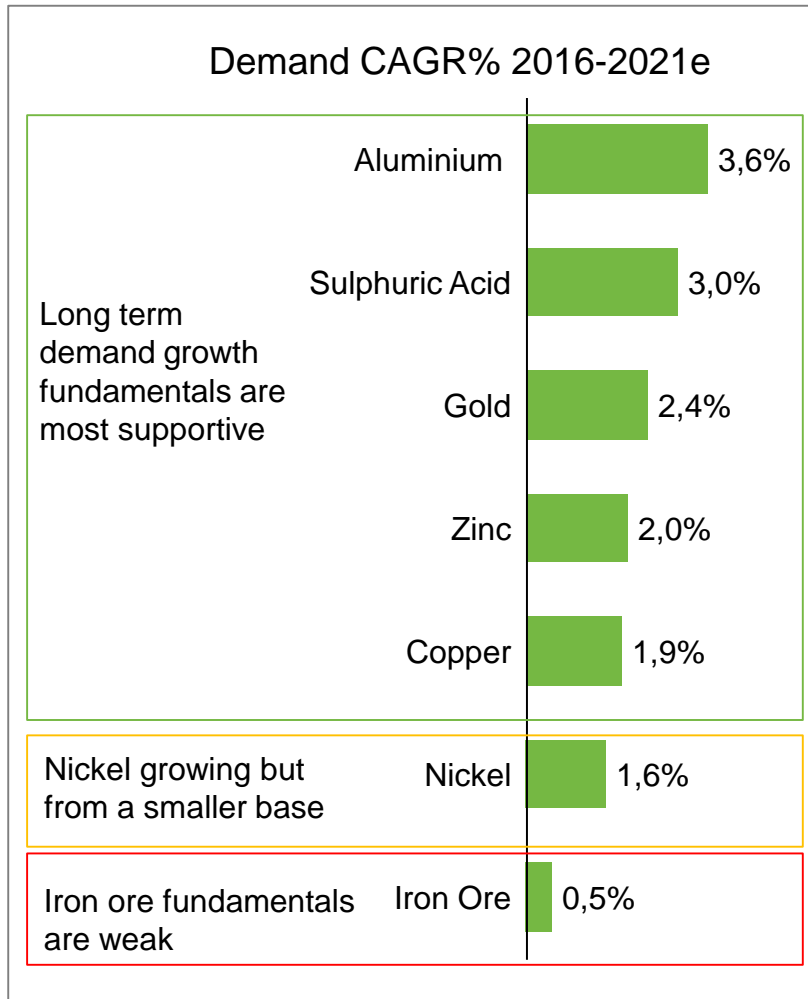 Demand CAGR% 2016-2021e
Long term
demand growth
fundamentals are
most supportive
Aluminium 3,6%
Sulphuric Acid 3,0%
Gold 2,4%
Zinc 2,0%
Copper 1,9%
Nickel growing but
from a smaller base
Nickel 1,6%
Iron ore fundamentals
are weak
Iron Ore 0,5%